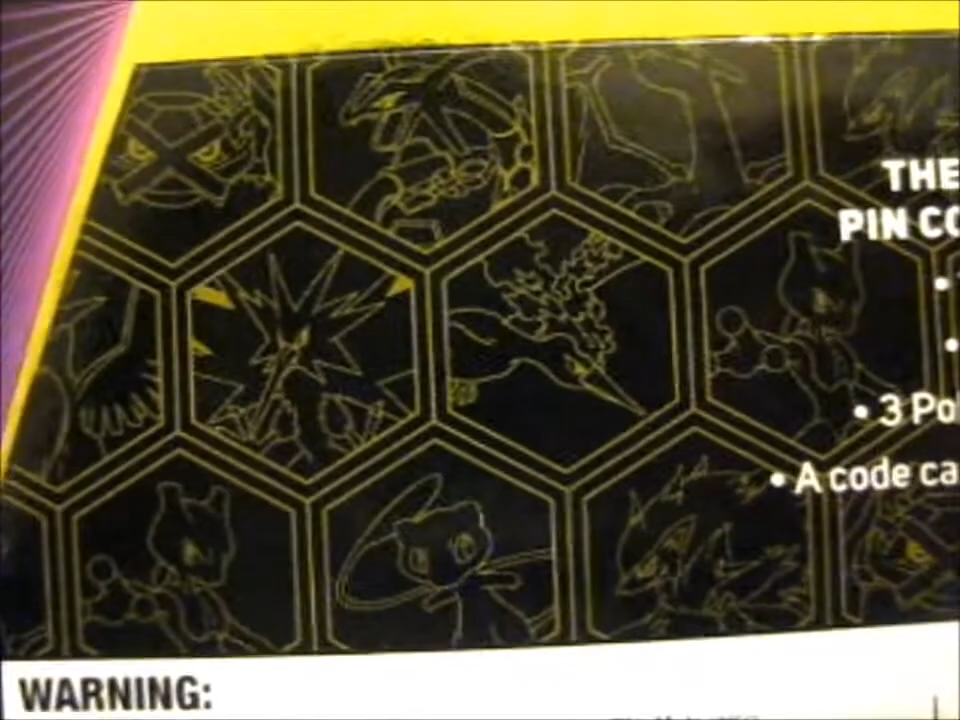 THE
PIN CO
•
•
• 3 Po
• A code ca
WARNING: